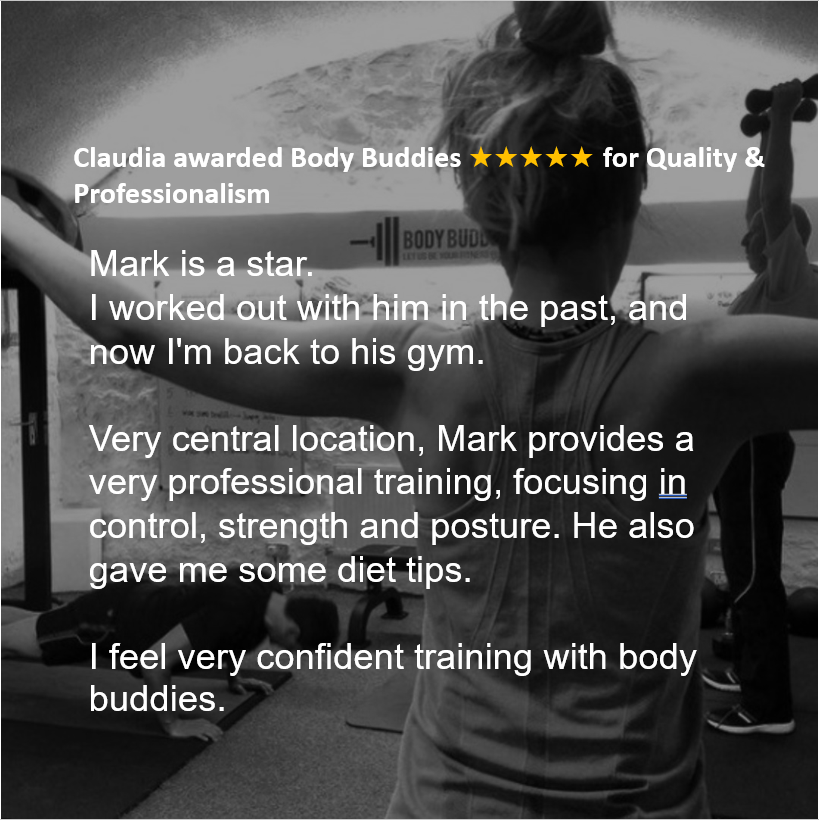 Claudia awarded Body Buddies ★★★★★ for Quality &
Professionalism
BODY BUDD
Mark is a star.
I worked out with him in the past, and
now I'm back to his gym.
Very central location, Mark provides a
very professional training, focusing in
control, strength and posture. He also
gave me some diet tips.
I feel very confident training with body
buddies.